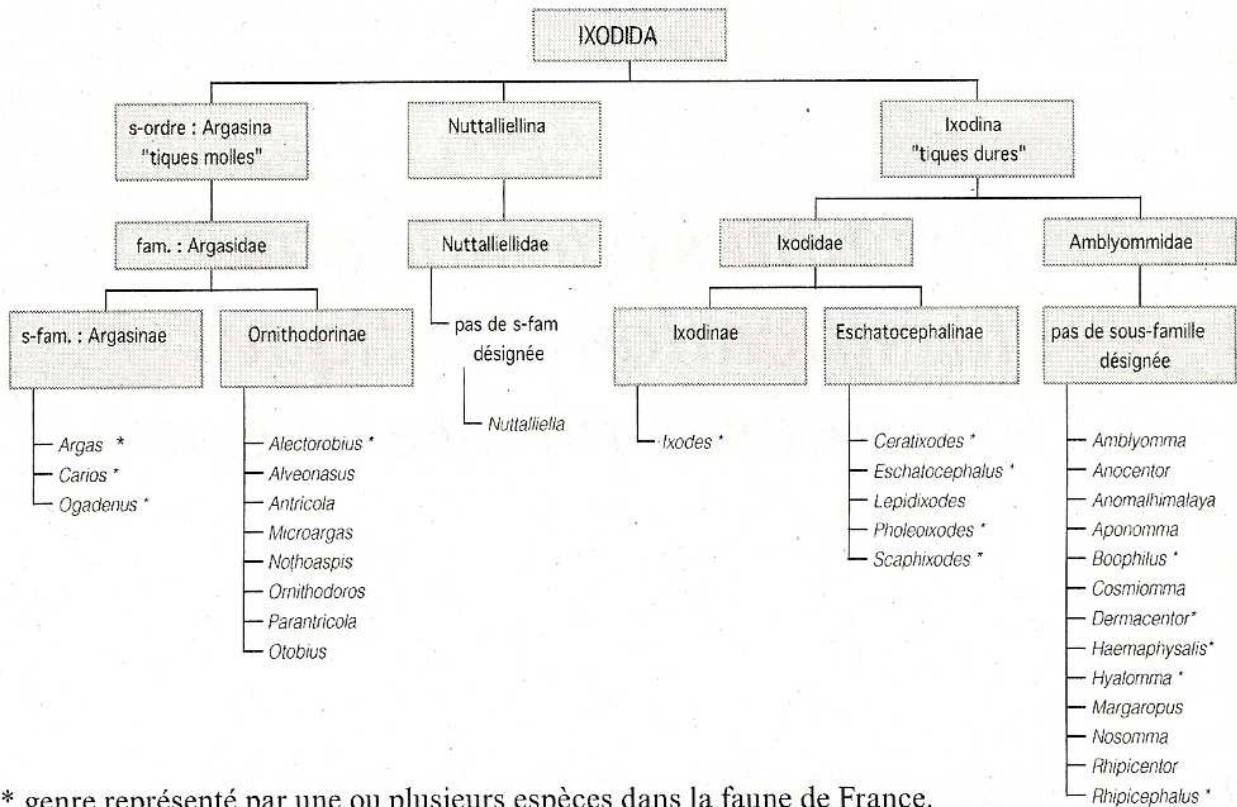 IXODIDA
s-ordre : Argasina
"tiques molles"
Nuttalliellina
Ixodina
"tiques dures"
fam. : Argasidae
Nuttalliellidae
Ixodidae
Amblyommidae
s-fam. : Argasinae
Ornithodorinae
pas de s-fam
désignée
Ixodinae
Eschatocephalinae
pas de sous-famille
désignée
Argas *
Carios *
Ogadenus *
Alectorobius *
Alveonasus
Antricola
Microargas
Nothoaspis
Ornithodoros
Parantricola
Otobius
Nuttalliella
Ixodes *
Ceratixodes *
Eschatocephalus *
Lepidixodes
Pholeoixodes *
Scaphixodes *
Amblyomma
Anocentor
Anomalhimalaya
Aponomma
Boophilus *
Cosmiomma
Dermacentor*
Haemaphysalis*
Hyalomma *
Margaropus
Nosomma
Rhipicentor
Rhipicephalus *
* genre représenté par une ou plusieurs espèces dans la faune de France.